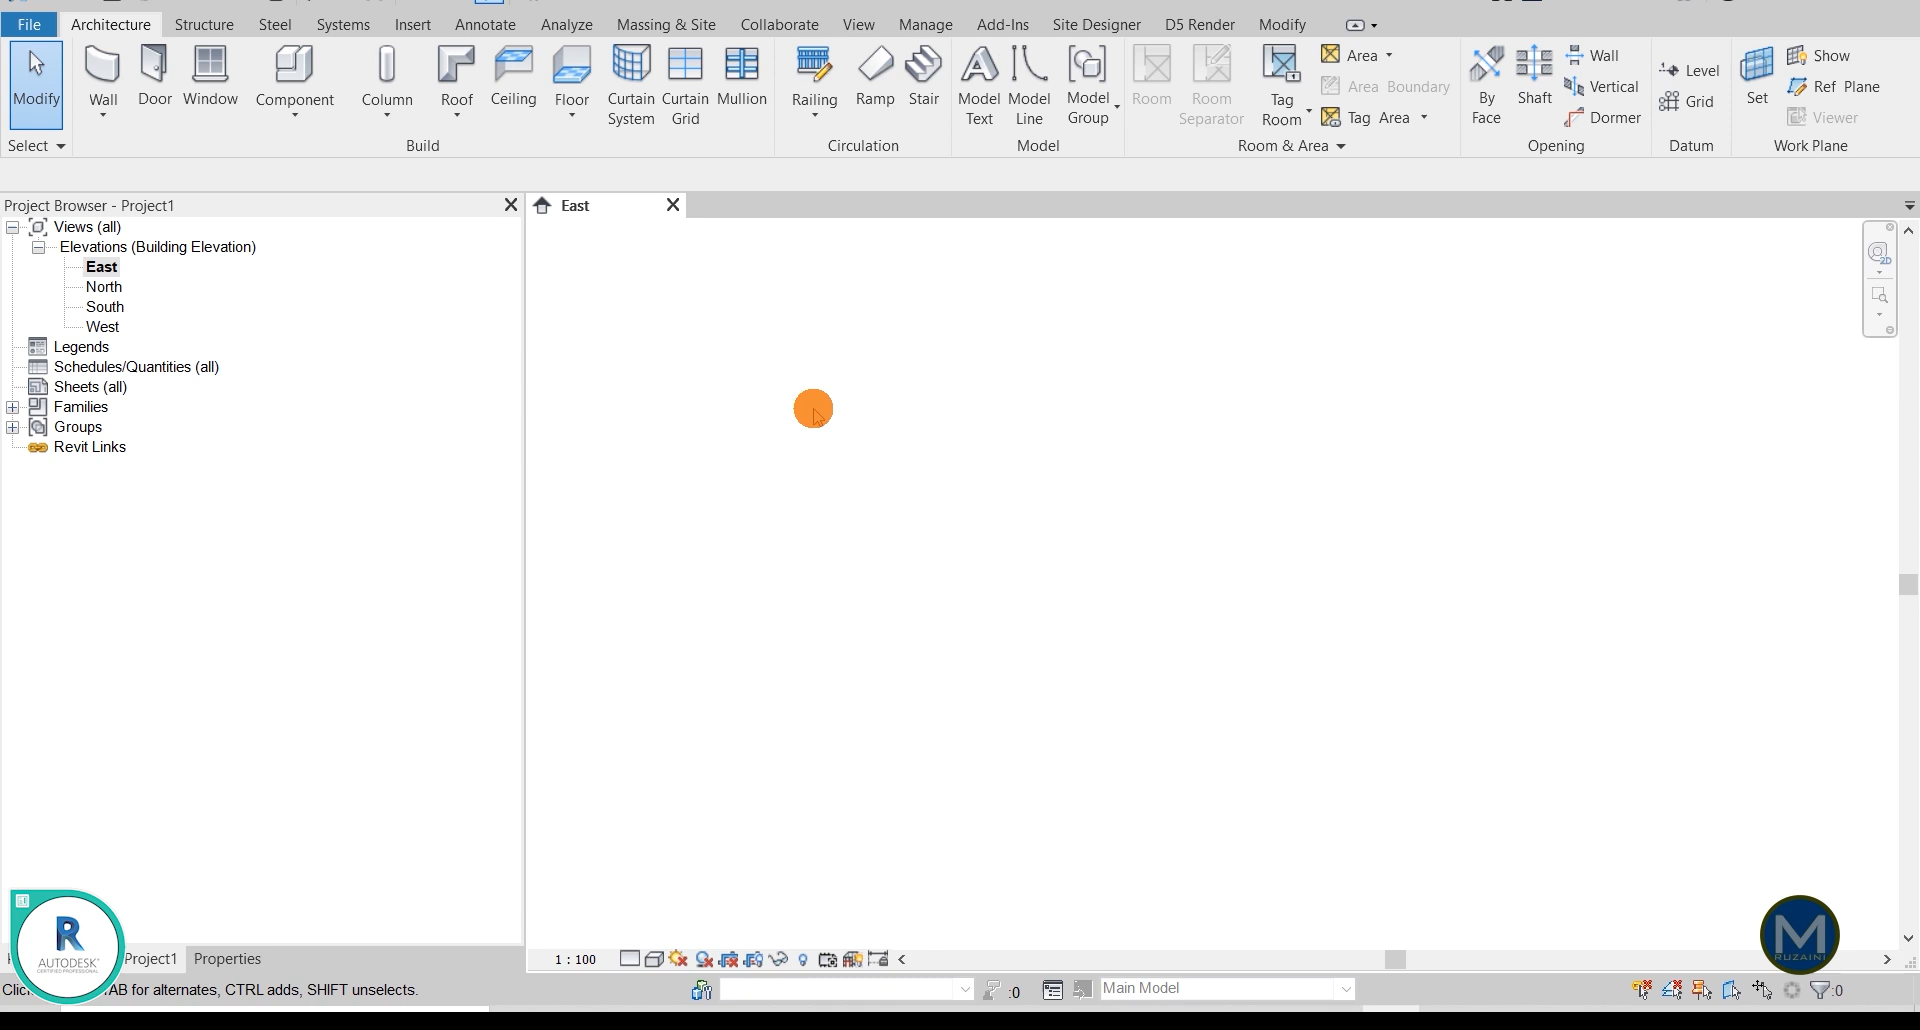 File Architecture Structure Steel Systems Insert Annotate Analyze Massing & Site Collaborate View Manage Add-Ins Site Designer D5 Render Modify
Modify
Wall Door Window Component Column Roof Ceiling Floor Curtain System Curtain Grid Mullion
Railing Ramp Stair
Model Text Model Line Model Group
Room Room Separator Tag Room
Area
Area Boundary
Tag Area
By Face Shaft
Wall
Vertical
Dormer
Level
Grid
Set
Show
Ref Plane
Viewer
Select Build Circulation Model Room & Area Opening Datum Work Plane
Project Browser - Project1
East
Views (all)
Elevations (Building Elevation)
East
North
South
West
Legends
Schedules/Quantities (all)
Sheets (all)
Families
Groups
Revit Links
2D
Project1 Properties
1 : 100
R
AUTODESK
CERTIFIED PROFESSIONAL
M
RUZAINI
AB for alternates, CTRL adds, SHIFT unselects.
:0
Main Model
:0